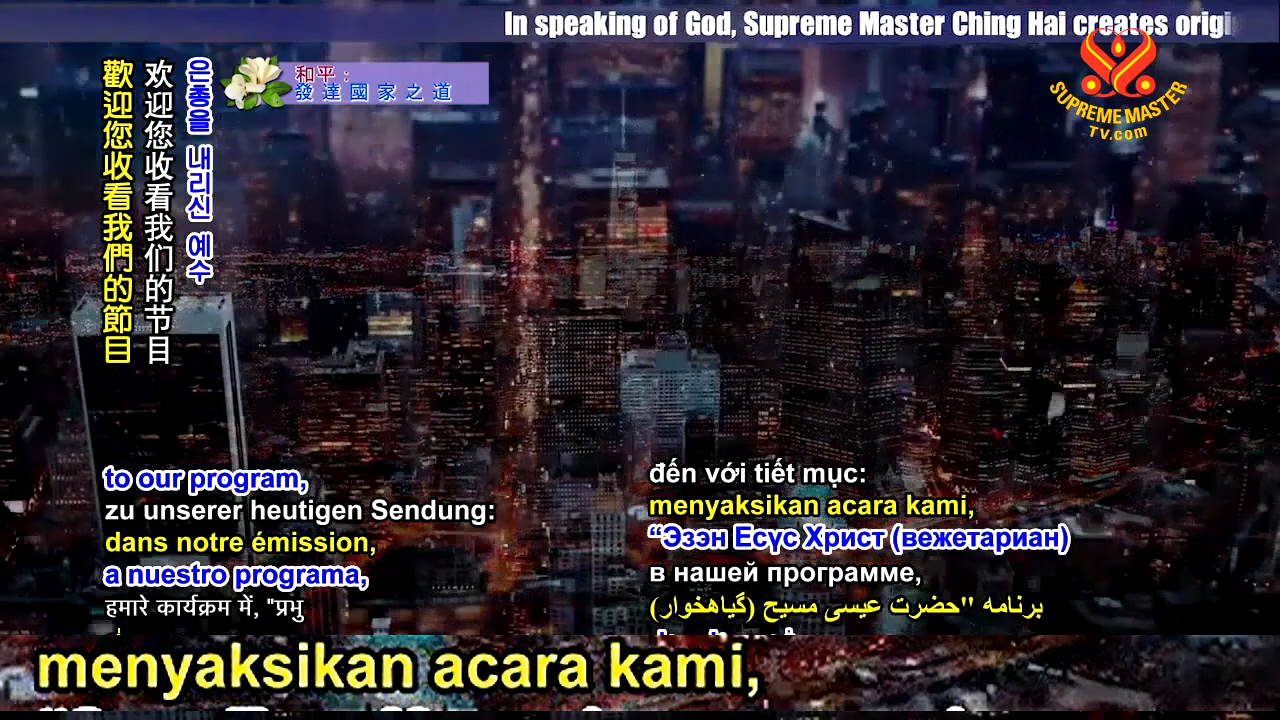 In speaking of God, Supreme Master Ching Hai creates origi
SUPREME MASTER
TV.com
和平：
發達國家之道
歡迎您收看我們的節目
欢迎您收看我们的节目
은총을 내리신 예수
to our program,
zu unserer heutigen Sendung:
dans notre émission,
a nuestro programa,
हमारे कार्यक्रम में, "प्रभु
đến với tiết mục:
menyaksikan acara kami,
“Эзэн Есүс Христ (вежетариан)
в нашей программе,
برنامه "حضرت عیسی مسیح (گیاهخوار)
menyaksikan acara kami,